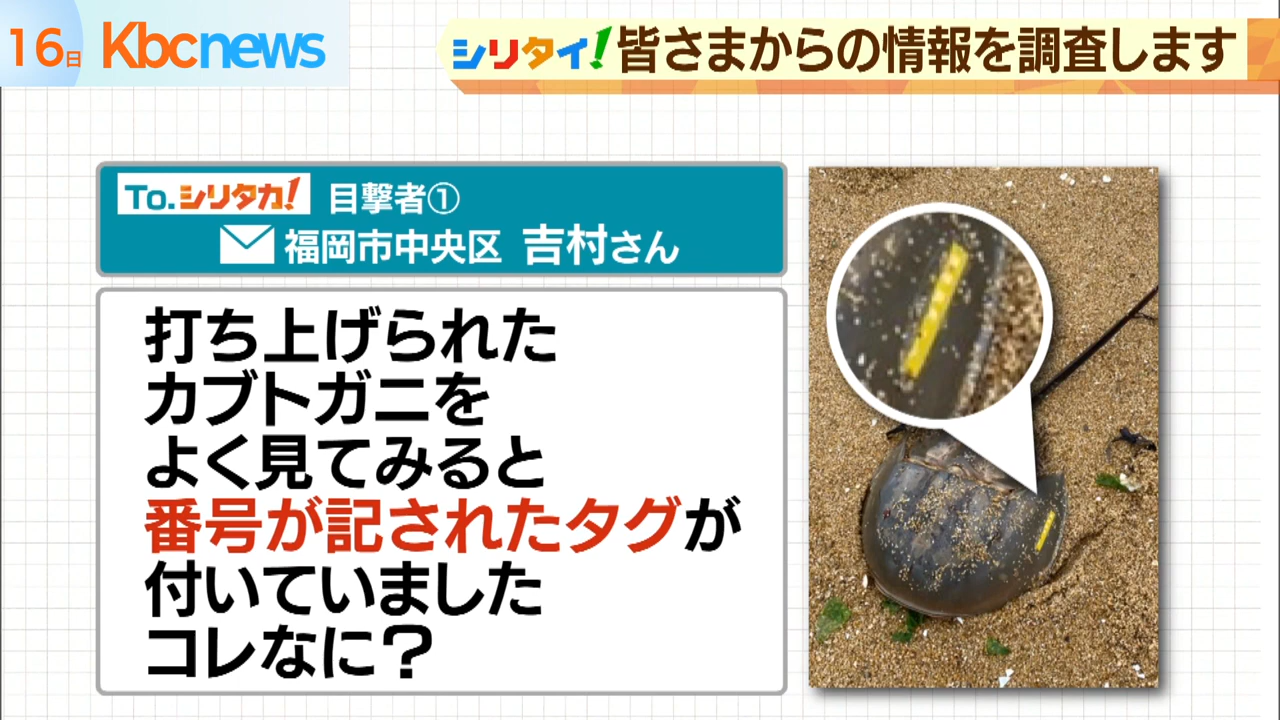 16日 Kbcnews
シリタイ!皆さまからの情報を調査します
To.シリタカ! 目撃者①
福岡市中央区 吉村さん
打ち上げられた
カブトガニを
よく見てみると
番号が記されたタグが
付いていました
コレなに？